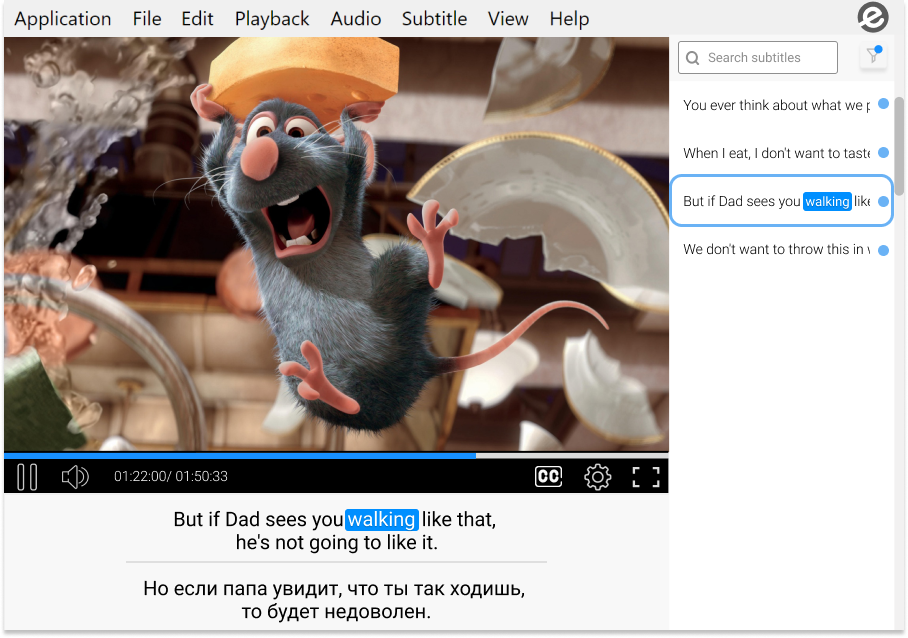 Application File Edit Playback Audio Subtitle View Help
Search subtitles
You ever think about what we
When I eat, I don't want to taste
But if Dad sees you walking like
We don't want to throw this in
01:22:00/ 01:50:33
CC
But if Dad sees you walking like that,
he's not going to like it.
Но если папа увидит, что ты так ходишь,
то будет недоволен.